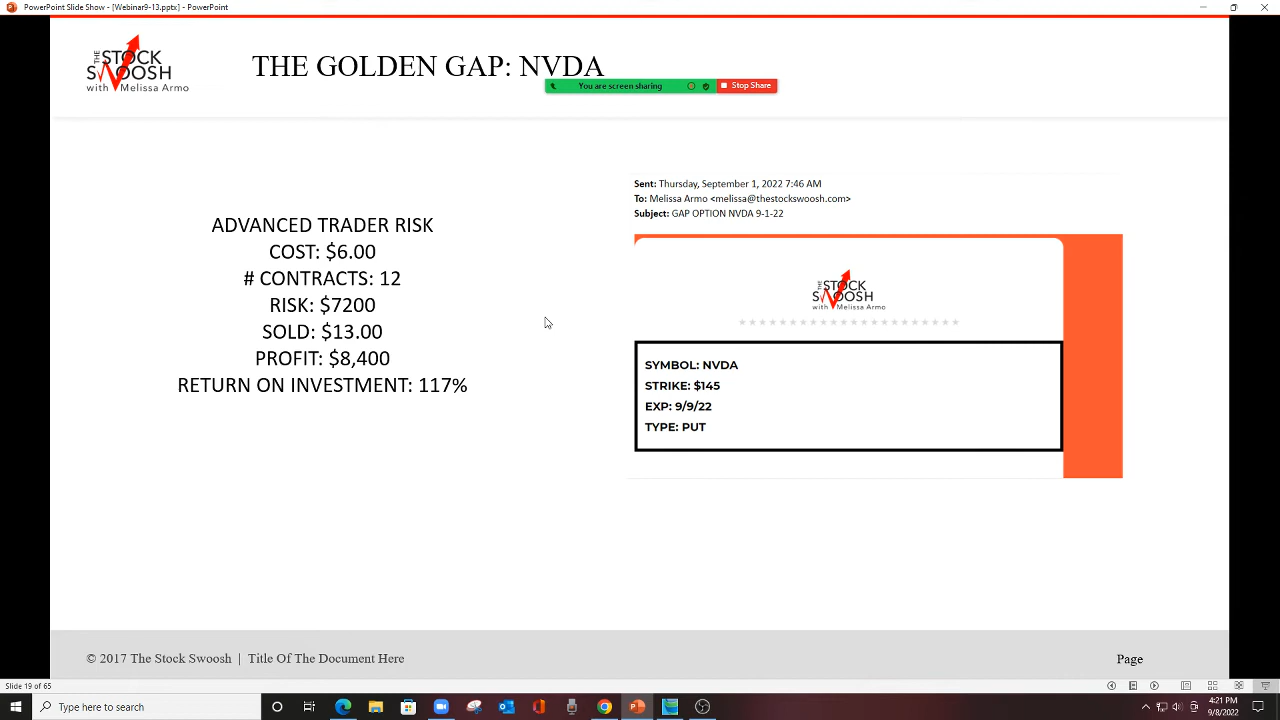 PowerPoint Slide Show - [Webinar9-13.pptx] - PowerPoint
THE STOCK SWOOSH
with Melissa Armo
THE GOLDEN GAP: NVDA
You are screen sharing
Stop Share
ADVANCED TRADER RISK
COST: $6.00
# CONTRACTS: 12
RISK: $7200
SOLD: $13.00
PROFIT: $8,400
RETURN ON INVESTMENT: 117%
Sent: Thursday, September 1, 2022 7:46 AM
To: Melissa Armo <melissa@thestockswoosh.com>
Subject: GAP OPTION NVDA 9-1-22
THE STOCK SWOOSH
with Melissa Armo
SYMBOL: NVDA
STRIKE: $145
EXP: 9/9/22
TYPE: PUT
© 2017 The Stock Swoosh | Title Of The Document Here
Page
Slide 19 of 65
Type here to search
4:21 PM
9/8/2022